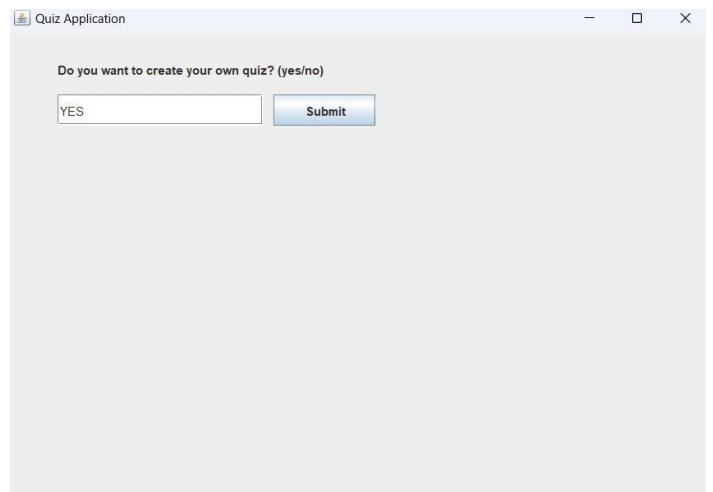 Quiz Application
Do you want to create your own quiz? (yes/no)
YES
Submit